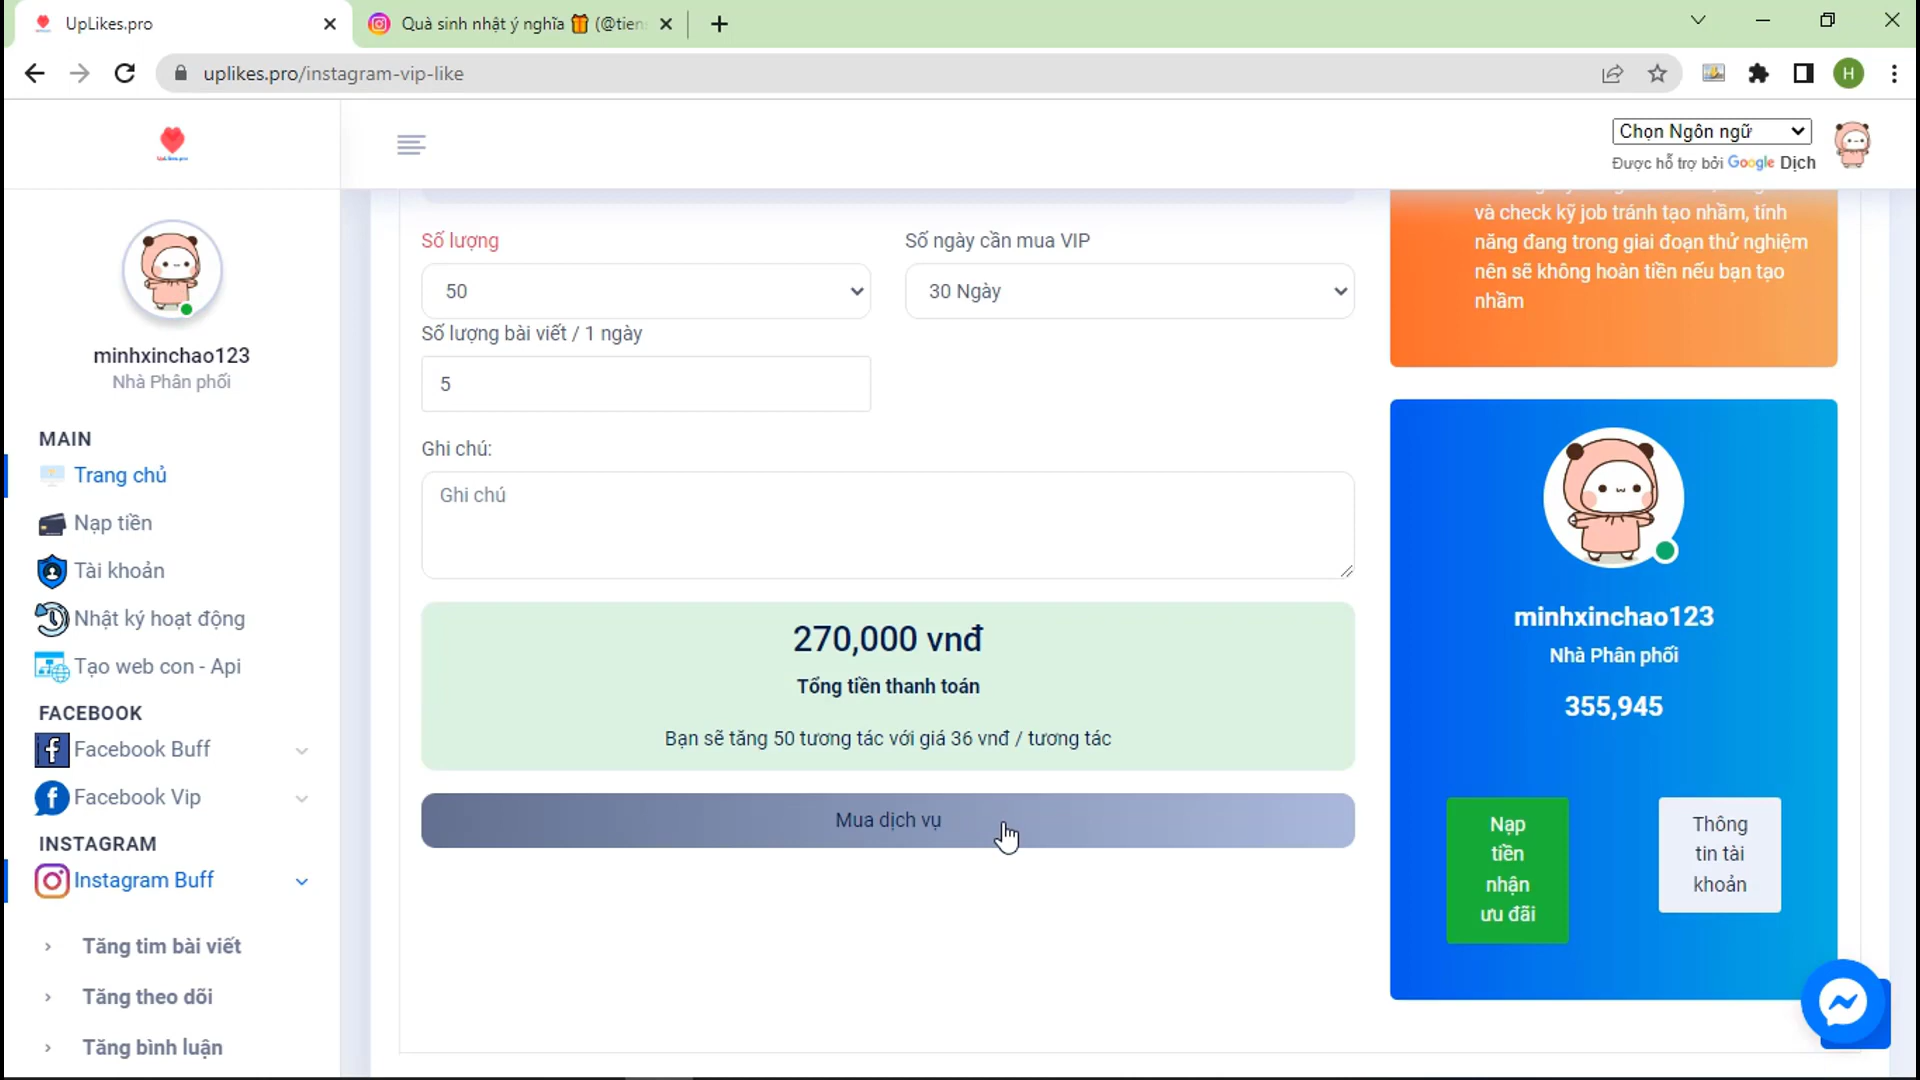 UpLikes.pro
Quà sinh nhật ý nghĩa 🎁 (@tien
uplikes.pro/instagram-vip-like
H
UpLikes.pro
Chọn Ngôn ngữ
Được hỗ trợ bởi Google Dịch
minhxinchao123
Nhà Phân phối
MAIN
Trang chủ
Nạp tiền
Tài khoản
Nhật ký hoạt động
Tạo web con - Api
FACEBOOK
Facebook Buff
Facebook Vip
INSTAGRAM
Instagram Buff
Tăng tim bài viết
Tăng theo dõi
Tăng bình luận
Số lượng
Số ngày cần mua VIP
50
30 Ngày
Số lượng bài viết / 1 ngày
5
Ghi chú:
Ghi chú
270,000 vnđ
Tổng tiền thanh toán
Bạn sẽ tăng 50 tương tác với giá 36 vnđ / tương tác
Mua dịch vụ
và check kỹ job tránh tạo nhầm, tính
năng đang trong giai đoạn thử nghiệm
nên sẽ không hoàn tiền nếu bạn tạo
nhầm
minhxinchao123
Nhà Phân phối
355,945
Nạp
tiền
nhận
ưu đãi
Thông
tin tài
khoản